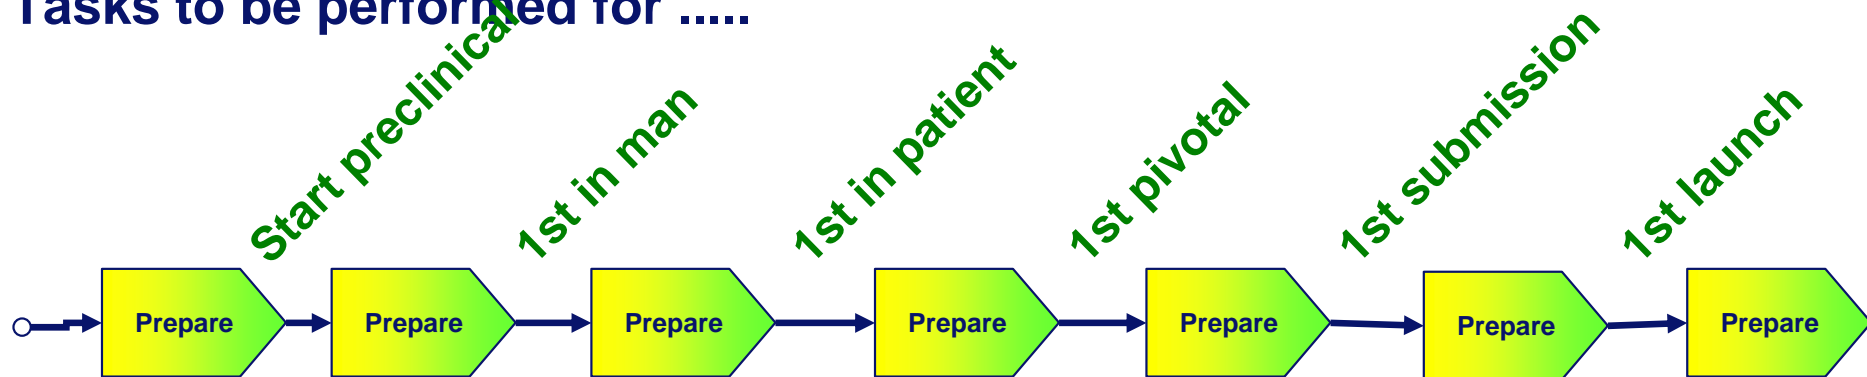 Tasks to be performed for .....
Start preclinical
1st in man
1st in patient
1st pivotal
1st submission
1st launch
Prepare
Prepare
Prepare
Prepare
Prepare
Prepare
Prepare